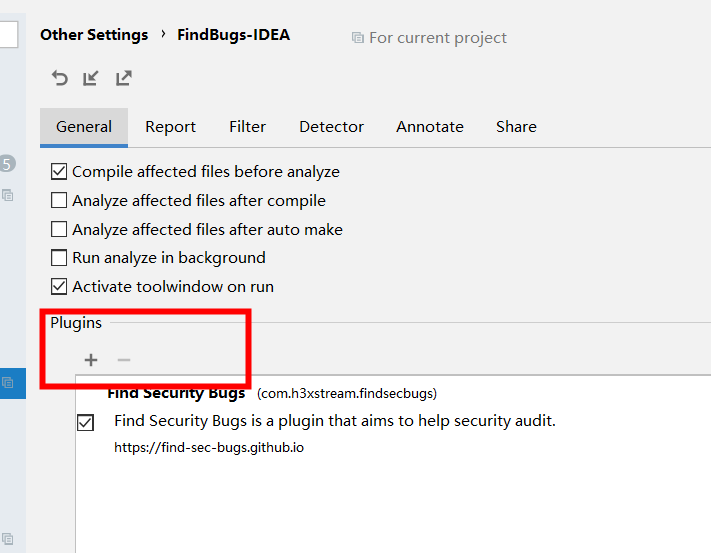 Other Settings › FindBugs-IDEA For current project
General Report Filter Detector Annotate Share
5
Compile affected files before analyze
Analyze affected files after compile
Analyze affected files after auto make
Run analyze in background
Activate toolwindow on run
Plugins
Find Security Bugs (com.h3xstream.findsecbugs)
Find Security Bugs is a plugin that aims to help security audit.
https://find-sec-bugs.github.io